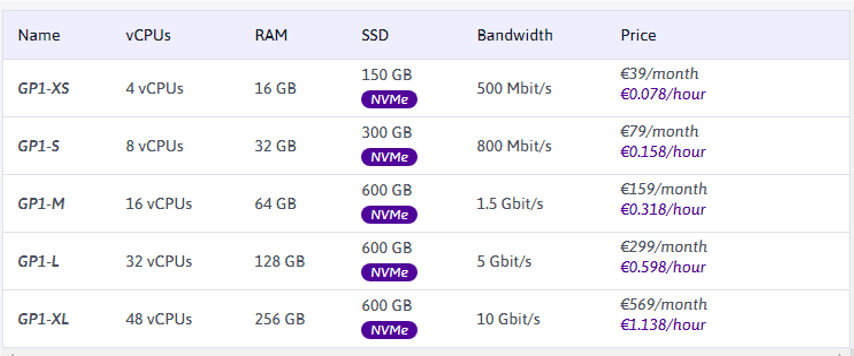 Name vCPUs RAM SSD Bandwidth Price
GP1-XS 4 vCPUs 16 GB 150 GB NVMe 500 Mbit/s €39/month €0.078/hour
GP1-S 8 vCPUs 32 GB 300 GB NVMe 800 Mbit/s €79/month €0.158/hour
GP1-M 16 vCPUs 64 GB 600 GB NVMe 1.5 Gbit/s €159/month €0.318/hour
GP1-L 32 vCPUs 128 GB 600 GB NVMe 5 Gbit/s €299/month €0.598/hour
GP1-XL 48 vCPUs 256 GB 600 GB NVMe 10 Gbit/s €569/month €1.138/hour